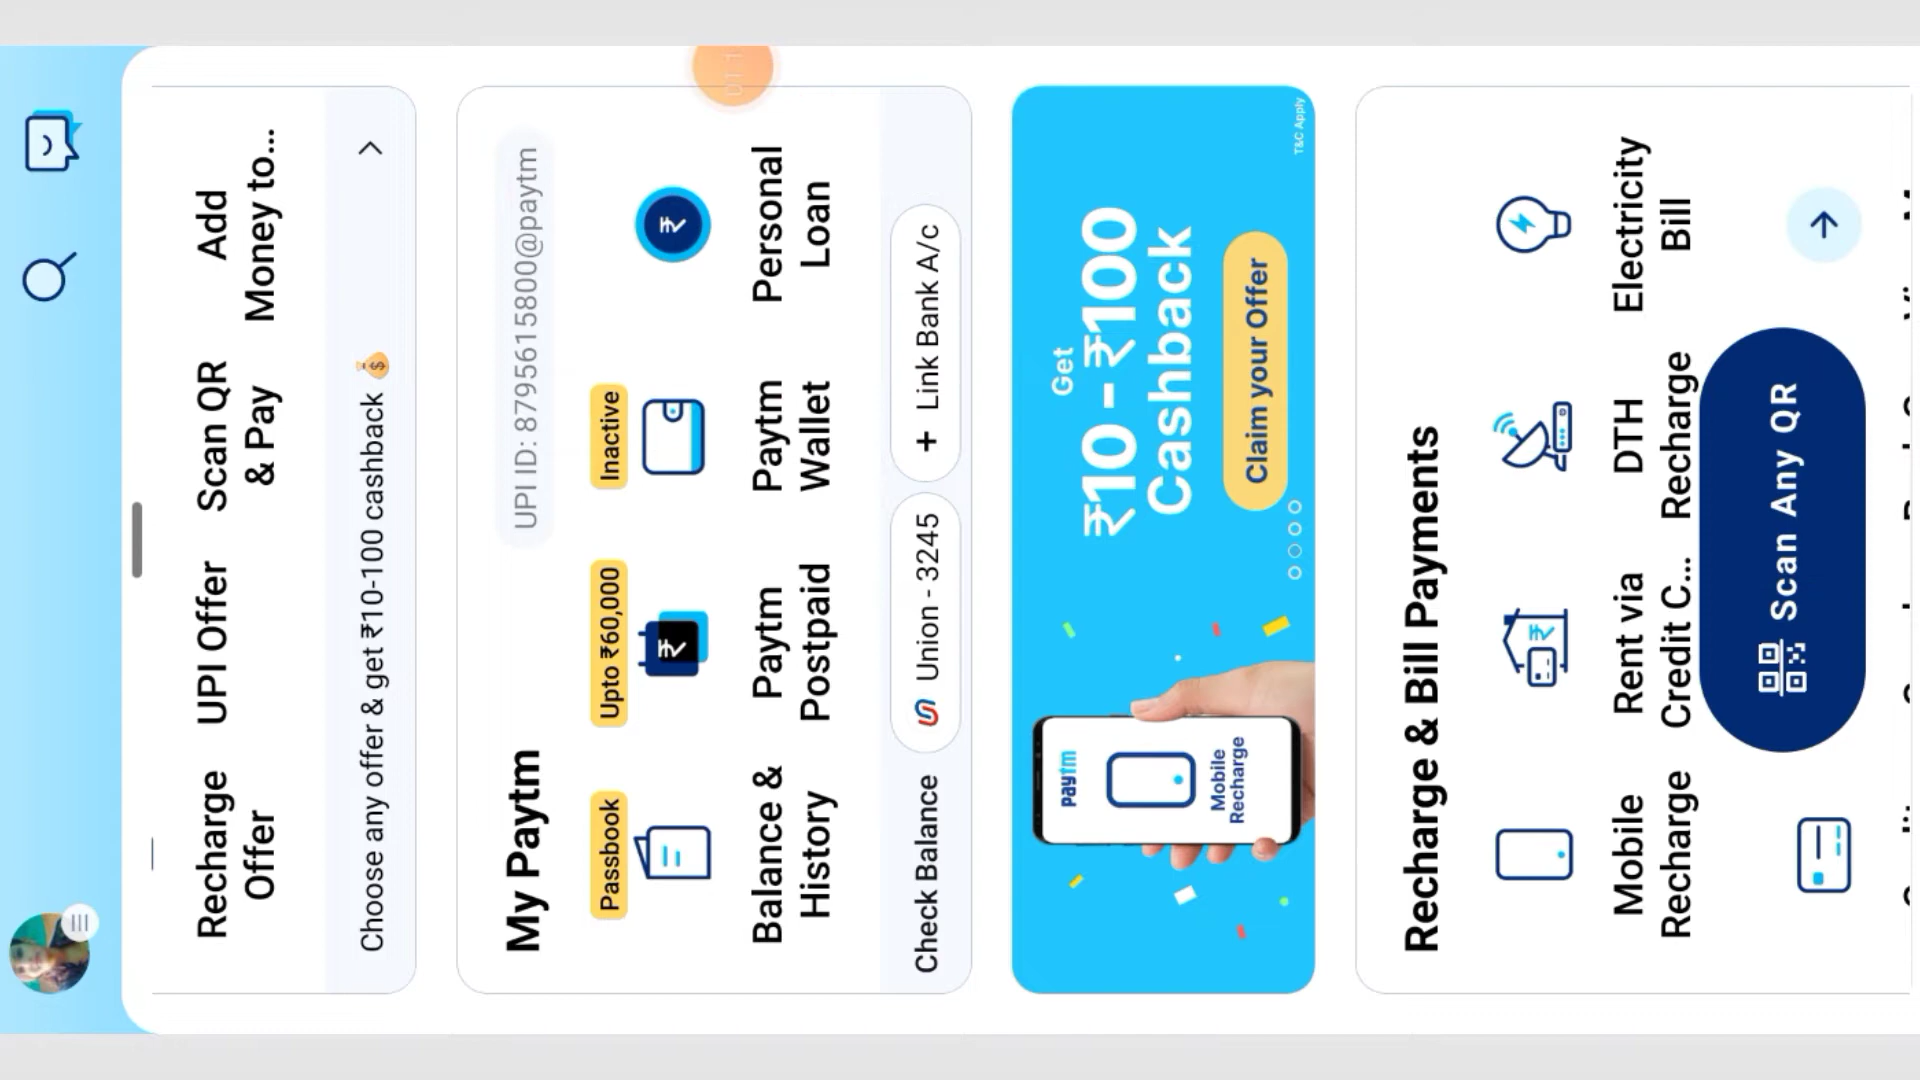 Recharge
Offer
UPI Offer
Scan QR
& Pay
Add
Money to...
Choose any offer & get ₹10-100 cashback
My Paytm
UPI ID: 8795615800@paytm
Passbook
Balance &
History
Upto ₹60,000
Paytm
Postpaid
Inactive
Paytm
Wallet
Personal
Loan
Check Balance
Union - 3245
+ Link Bank A/c
Get
₹10 - ₹100
Cashback
Claim your Offer
T&C Apply
paytm
Mobile
Recharge
Recharge & Bill Payments
Mobile
Recharge
Rent via
Credit C...
DTH
Recharge
Electricity
Bill
Scan Any QR